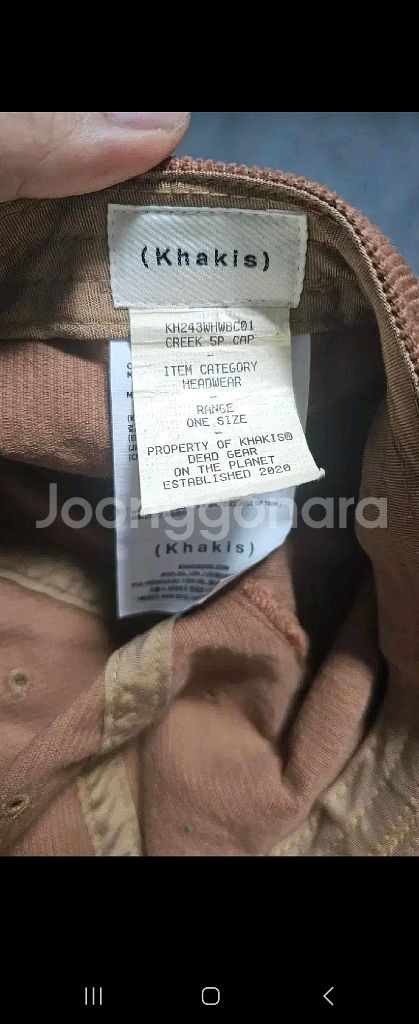 (Khakis)
KH243WHWBC01
CREEK 5P CAP
-
ITEM CATEGORY
HEADWEAR
-
RANGE
ONE SIZE
-
PROPERTY OF KHAKIS®
DEAD GEAR
ON THE PLANET
ESTABLISHED 2020
Joonggonara
(Khakis)